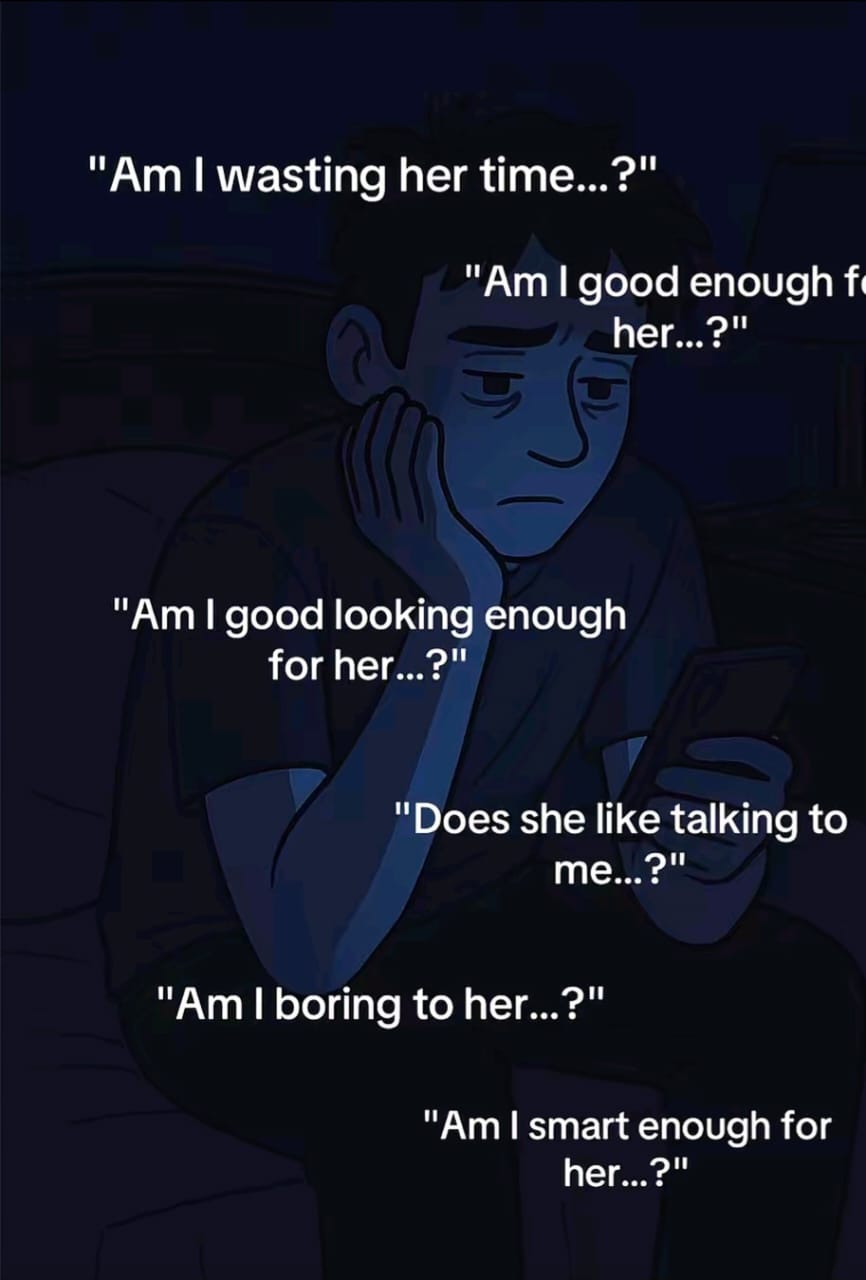 "Am I wasting her time...?"
"Am I good enough
her...?"
"Am I good looking enough
for her...?"
"Does she like talking to
me...?"
"Am I boring to her...?"
"Am I smart enough for
her...?"